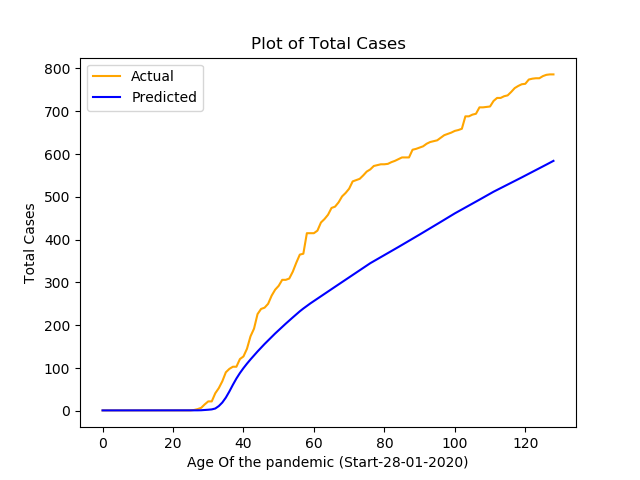 Plot of Total Cases
Actual
Predicted
800
700
600
500
400
300
200
100
0
Total Cases
0 20 40 60 80 100 120
Age Of the pandemic (Start-28-01-2020)